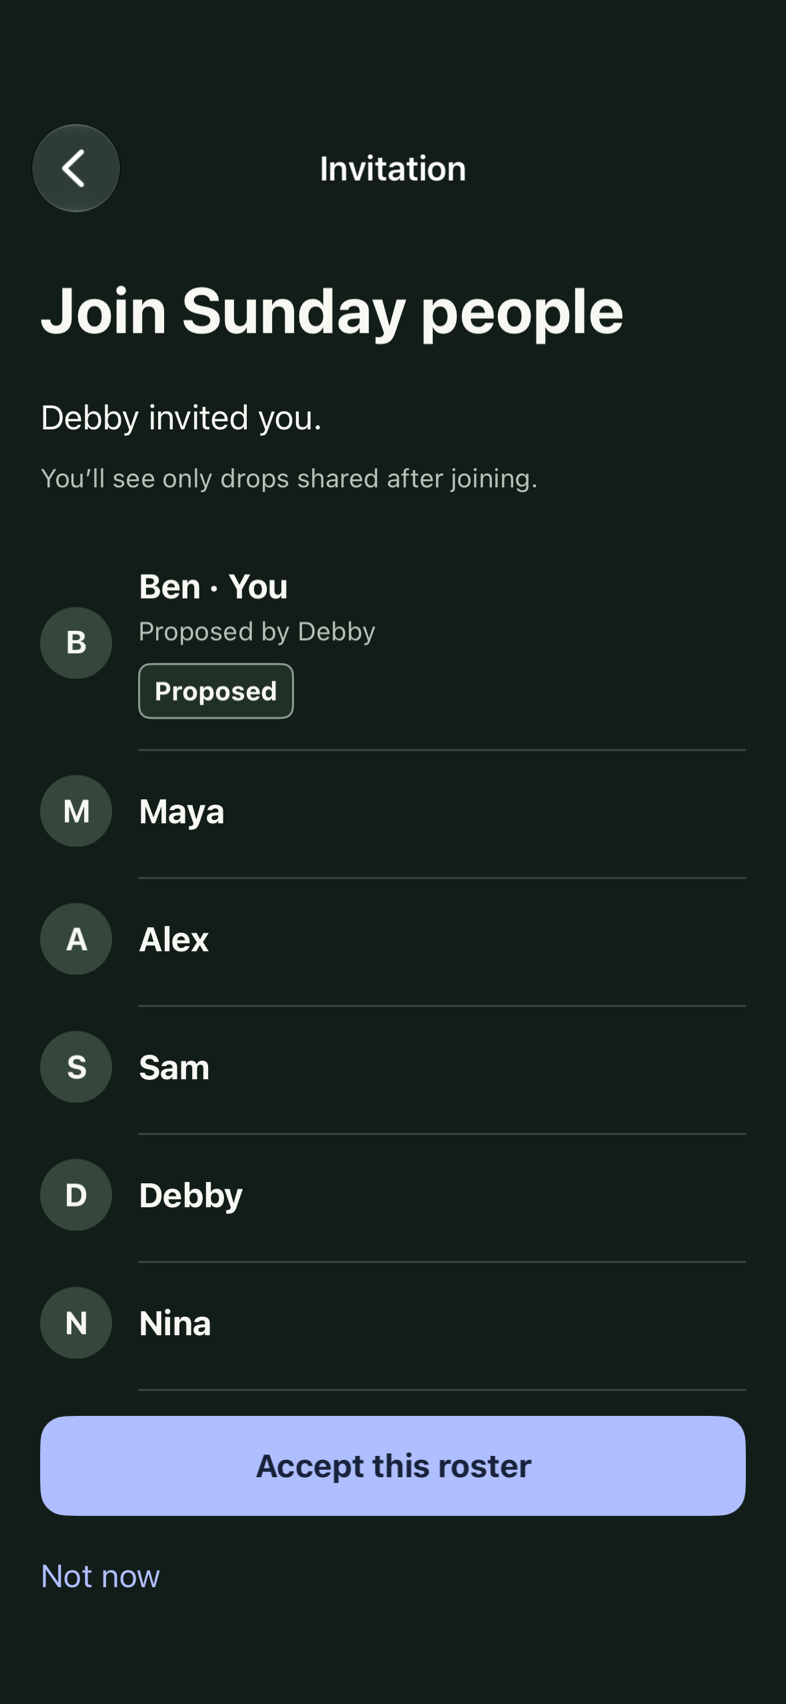 Invitation
Join Sunday people
Debby invited you.
You’ll see only drops shared after joining.
B
Ben · You
Proposed by Debby
Proposed
M
Maya
A
Alex
S
Sam
D
Debby
N
Nina
Accept this roster
Not now